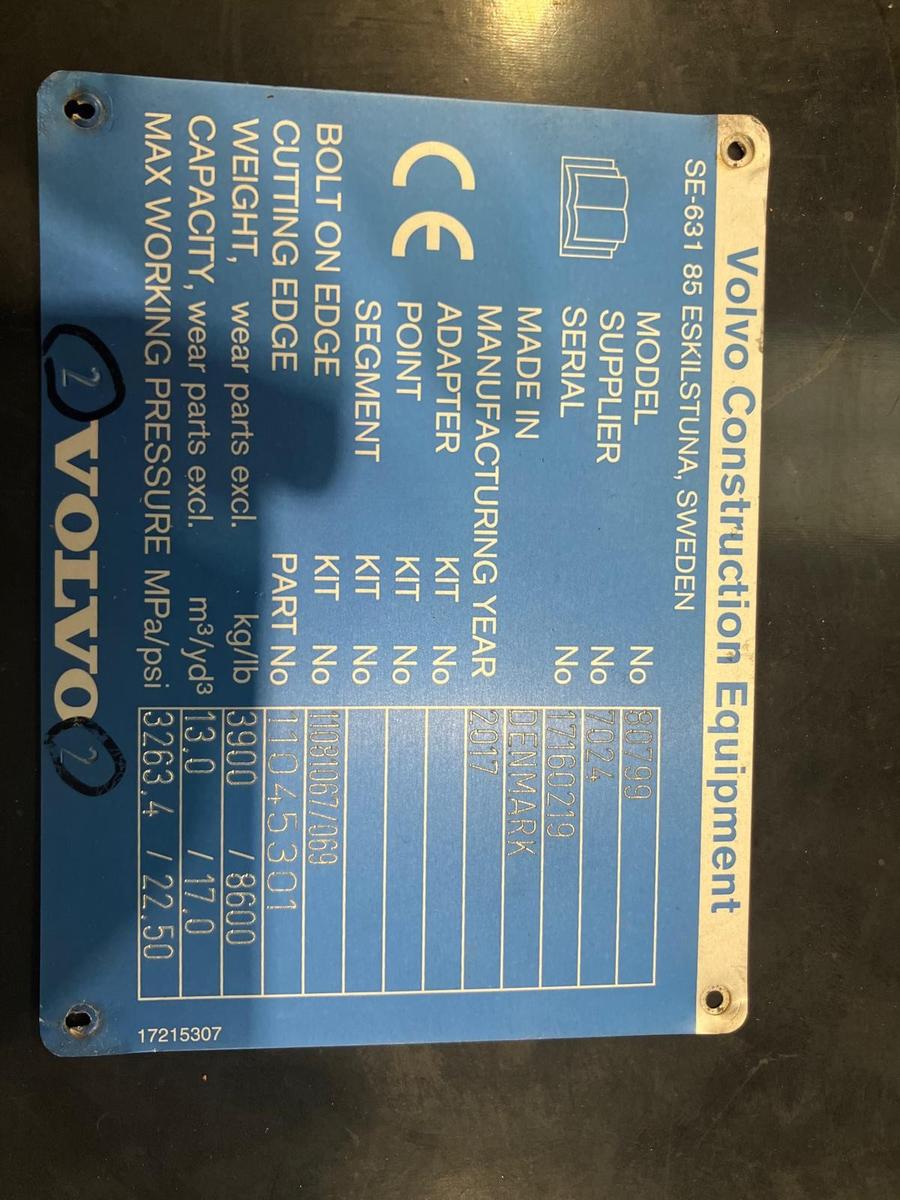 Volvo Construction Equipment
SE-631 85 ESKILSTUNA, SWEDEN
MODEL No 80799
SUPPLIER No 7024
SERIAL No 17160219
MADE IN DENMARK
MANUFACTURING YEAR 2017
CE
ADAPTER KIT No
POINT KIT No
SEGMENT KIT No
BOLT ON EDGE KIT No 11081067/069
CUTTING EDGE PART No 11045301
WEIGHT, wear parts excl. kg/lb 3900 / 8600
CAPACITY, wear parts excl. m³/yd³ 13.0 / 17.0
MAX WORKING PRESSURE MPa/psi 3263.4 / 22.50
2 VOLVO 2
17215307